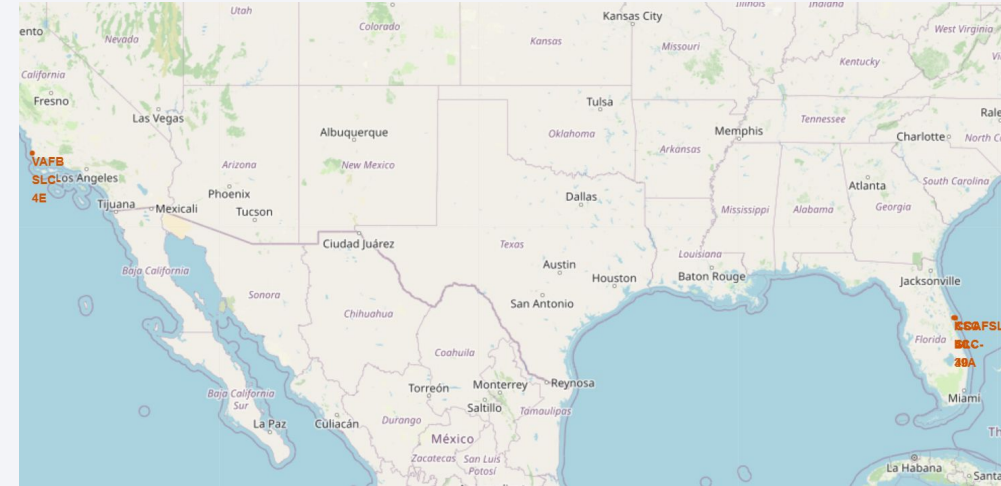 Utah
Colorado
Kansas City
Illinois
Indiana
ento
Nevada
Kansas
Missouri
West Virginia
Kentucky
California
Fresno
Las Vegas
Tulsa
Albuquerque
Oklahoma
Memphis
Tennessee
Rale
Charlotte
North C
Arkansas
VAFB
SLC-
4E
Los Angeles
Arizona
New Mexico
Phoenix
Atlanta
South Carolina
Tijuana
Mexicali
Tucson
Dallas
Mississippi
Alabama
Georgia
Ciudad Juárez
Texas
Louisiana
Baja California
Austin
Houston
Baton Rouge
Jacksonville
Sonora
San Antonio
Chihuahua
Florida
Coahuila
Baja California
Sur
Torreón
Monterrey
Reynosa
Miami
Saltillo
Tamaulipas
La Paz
Culiacán
Durango
México
Th
Zacatecas
San Luis
Potosí
La Habana
Santa